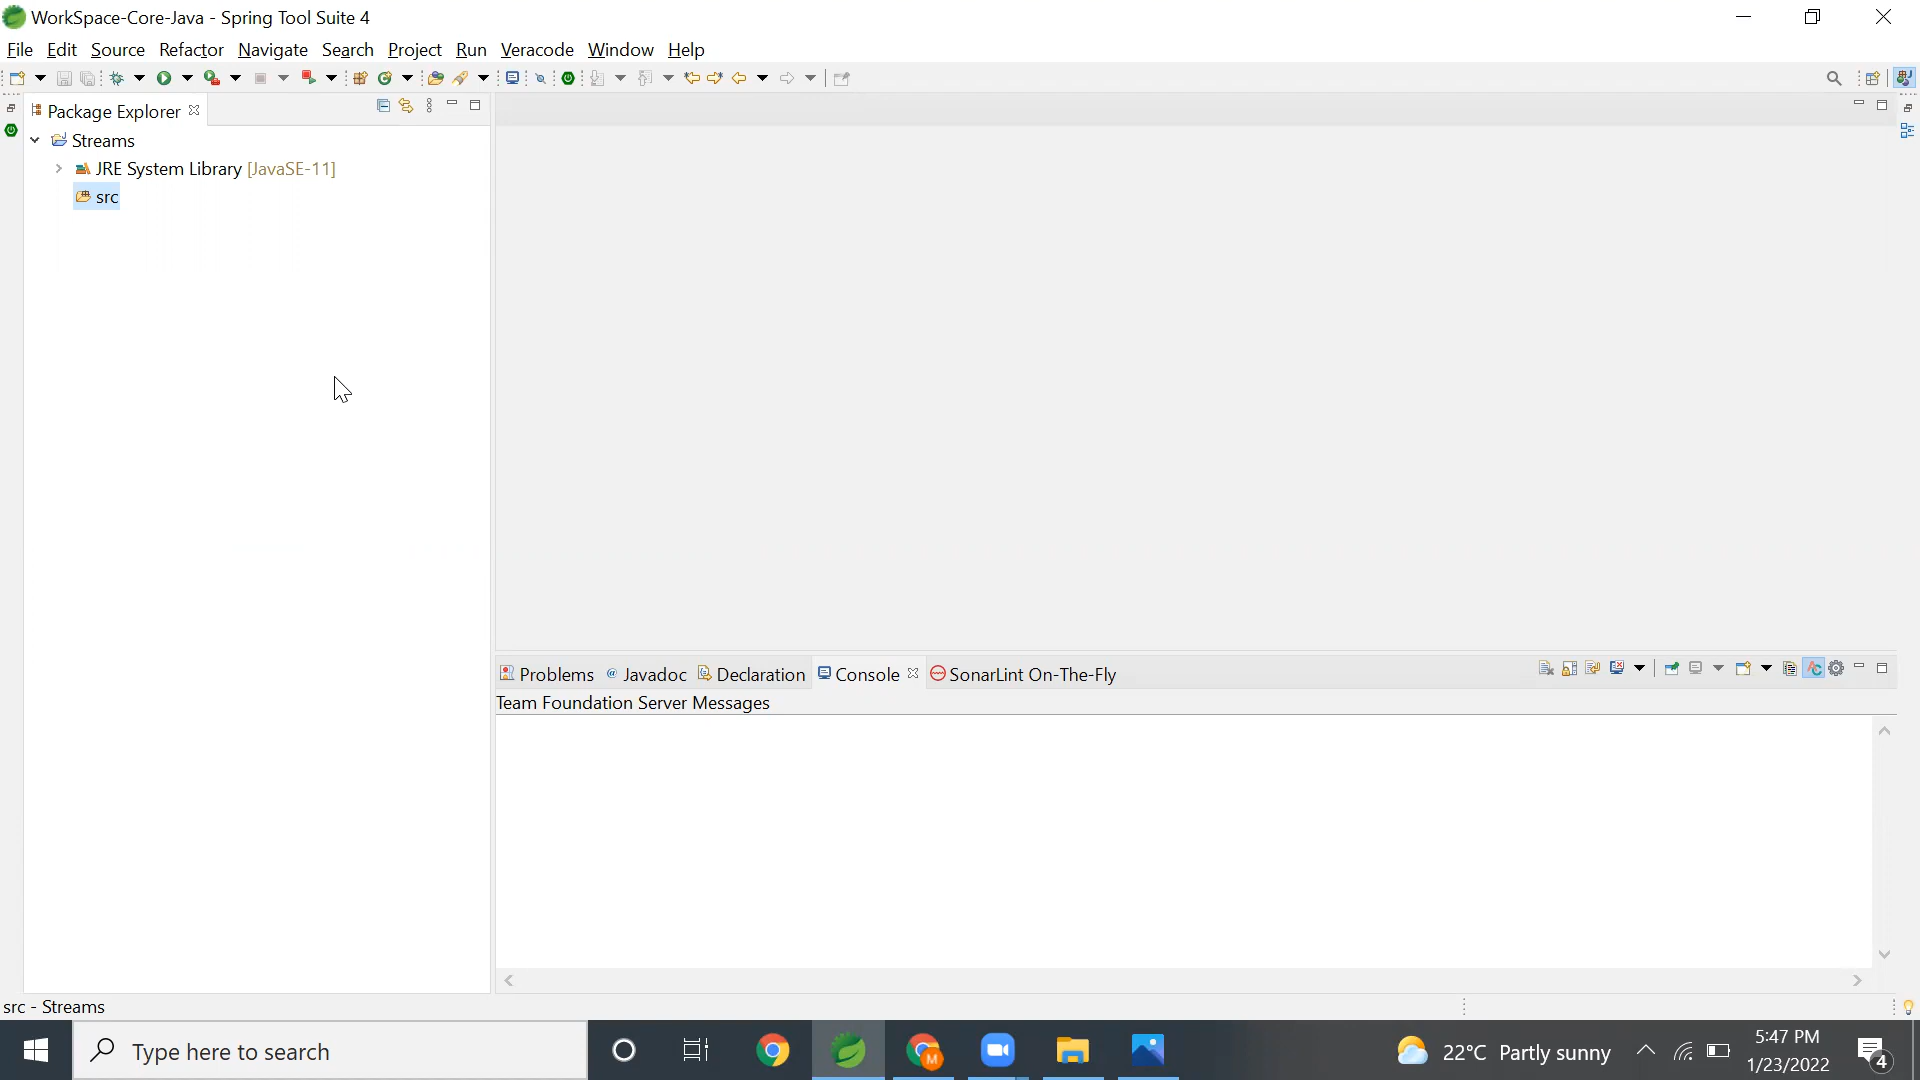 WorkSpace-Core-Java - Spring Tool Suite 4
File Edit Source Refactor Navigate Search Project Run Veracode Window Help
Package Explorer
Streams
JRE System Library [JavaSE-11]
src
Problems @ Javadoc Declaration Console SonarLint On-The-Fly
Team Foundation Server Messages
src - Streams
Type here to search
M
22°C Partly sunny
5:47 PM
1/23/2022
4